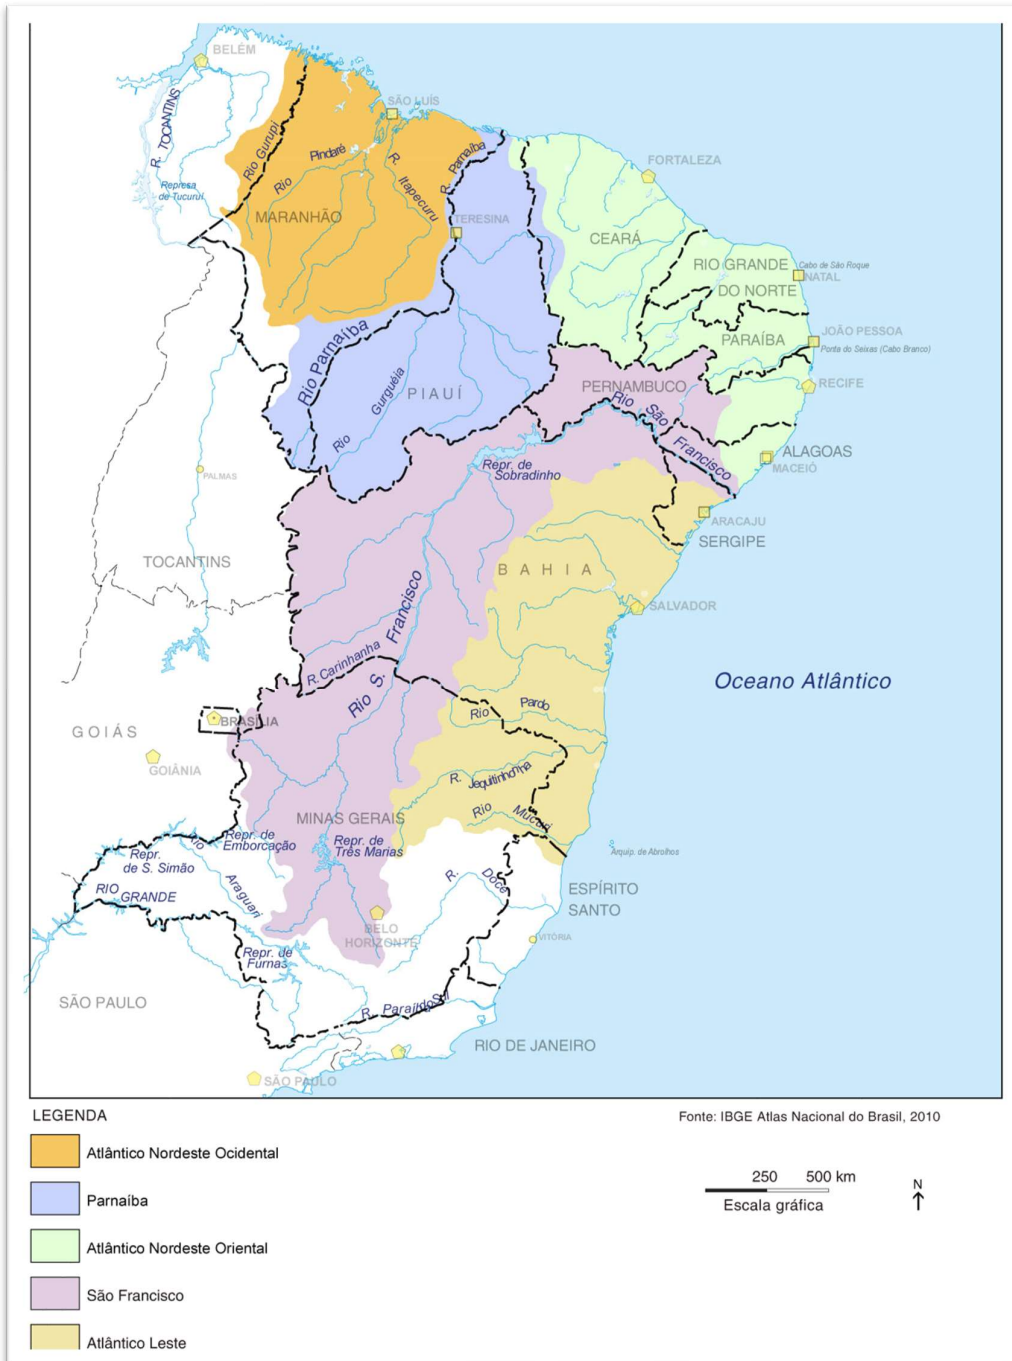 BELÉM
R. TOCANTINS
Represa
de Tucuruí
Rio Gurupi
SÃO LUÍS
Rio Pindaré
R. Itapecuru
R. Parnaíba
MARANHÃO
TERESINA
FORTALEZA
CEARÁ
RIO GRANDE
DO NORTE
Cabo de São Roque
NATAL
PARAÍBA
JOÃO PESSOA
Ponta do Seixas (Cabo Branco)
RECIFE
PERNAMBUCO
Rio Parnaíba
PIAUÍ
Rio Gurguéia
Rio São Francisco
ALAGOAS
MACEIÓ
Repr. de
Sobradinho
PALMAS
ARACAJU
SERGIPE
TOCANTINS
BAHIA
SALVADOR
Rio S. Francisco
R. Carinhanha
Oceano Atlântico
Rio Pardo
BRASÍLIA
GOIÁS
GOIÂNIA
R. Jequitinhonha
Rio Mucuri
MINAS GERAIS
Repr. de
Emborcação
Repr. de
Três Marias
Arquip. de Abrolhos
Repr.
de S. Simão
Rio Araguari
RIO
GRANDE
R. Doce
ESPÍRITO
SANTO
BELO
HORIZONTE
VITÓRIA
Repr. de
Furnas
SÃO PAULO
R. Paraíba do Sul
RIO DE JANEIRO
SÃO PAULO
LEGENDA
Fonte: IBGE Atlas Nacional do Brasil, 2010
Atlântico Nordeste Ocidental
Parnaíba
Atlântico Nordeste Oriental
São Francisco
Atlântico Leste
250 500 km
Escala gráfica
N